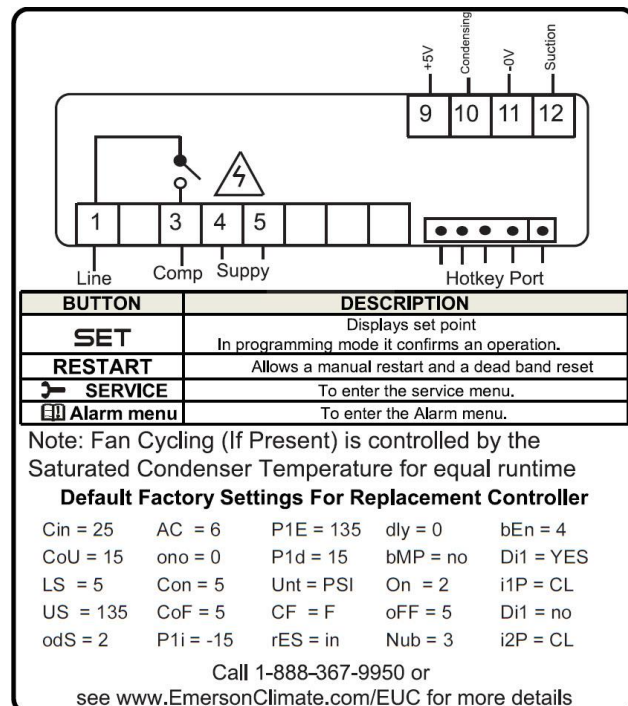 +5V
Condensing
-0V
Suction
9 10 11 12
1 3 4 5
Line Comp Suppy Hotkey Port
BUTTON DESCRIPTION
SET Displays set point
In programming mode it confirms an operation.
RESTART Allows a manual restart and a dead band reset
SERVICE To enter the service menu.
Alarm menu To enter the Alarm menu.
Note: Fan Cycling (If Present) is controlled by the
Saturated Condenser Temperature for equal runtime
Default Factory Settings For Replacement Controller
Cin = 25 AC = 6 P1E = 135 dly = 0 bEn = 4
CoU = 15 ono = 0 P1d = 15 bMP = no Di1 = YES
LS = 5 Con = 5 Unt = PSI On = 2 i1P = CL
US = 135 CoF = 5 CF = F oFF = 5 Di1 = no
odS = 2 P1i = -15 rES = in Nub = 3 i2P = CL
Call 1-888-367-9950 or
see www.EmersonClimate.com/EUC for more details